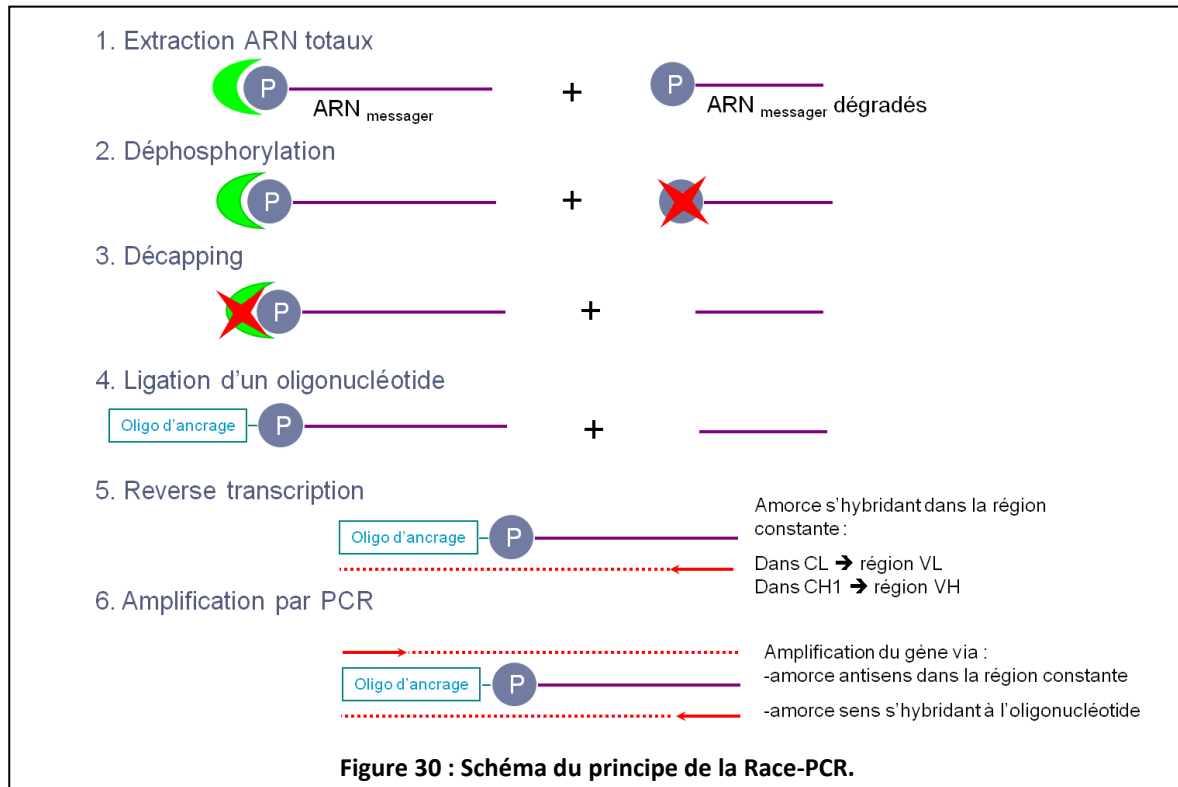 1. Extraction ARN totaux
P
ARN messager
+
P
ARN messager dégradés
2. Déphosphorylation
P
+
3. Décapping
P
+
4. Ligation d'un oligonucléotide
Oligo d'ancrage
P
+
5. Reverse transcription
Oligo d'ancrage
P
Amorce s'hybridant dans la région
constante :
Dans CL ➔ région VL
Dans CH1 ➔ région VH
6. Amplification par PCR
Oligo d'ancrage
P
Amplification du gène via :
-amorce antisens dans la région constante
-amorce sens s'hybridant à l'oligonucléotide
Figure 30 : Schéma du principe de la Race-PCR.